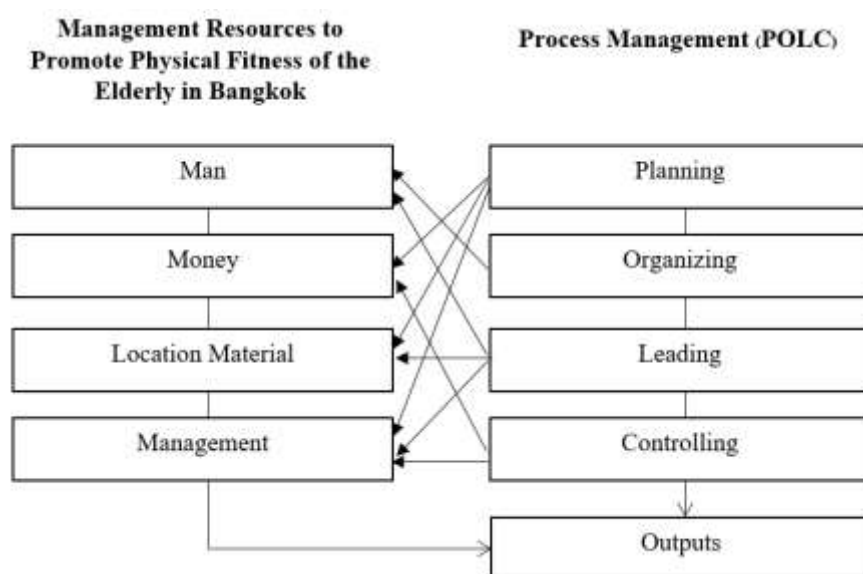 Management Resources to
Promote Physical Fitness of the
Elderly in Bangkok
Process Management (POLC)
Man
Planning
Money
Organizing
Location Material
Leading
Management
Controlling
Outputs